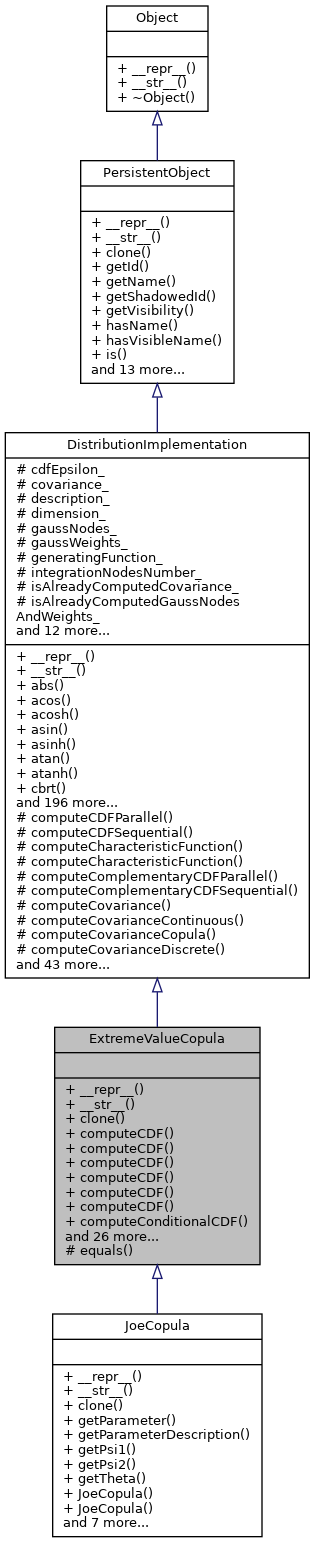 Object
+ __repr__()
+ __str__()
+ ~Object()
PersistentObject
+ __repr__()
+ __str__()
+ clone()
+ getId()
+ getName()
+ getShadowedId()
+ getVisibility()
+ hasName()
+ hasVisibleName()
+ is()
and 13 more...
DistributionImplementation
# cdfEpsilon_
# covariance_
# description_
# dimension_
# gaussNodes_
# gaussWeights_
# generatingFunction_
# integrationNodesNumber_
# isAlreadyComputedCovariance_
# isAlreadyComputedGaussNodes
AndWeights_
and 12 more...
+ __repr__()
+ __str__()
+ abs()
+ acos()
+ acosh()
+ asin()
+ asinh()
+ atan()
+ atanh()
+ cbrt()
and 196 more...
# computeCDFParallel()
# computeCDFSequential()
# computeCharacteristicFunction()
# computeCharacteristicFunction()
# computeComplementaryCDFParallel()
# computeComplementaryCDFSequential()
# computeCovariance()
# computeCovarianceContinuous()
# computeCovarianceCopula()
# computeCovarianceDiscrete()
and 43 more...
ExtremeValueCopula
+ __repr__()
+ __str__()
+ clone()
+ computeCDF()
+ computeCDF()
+ computeCDF()
+ computeCDF()
+ computeCDF()
+ computeCDF()
+ computeConditionalCDF()
and 26 more...
# equals()
JoeCopula
+ __repr__()
+ __str__()
+ clone()
+ getParameter()
+ getParameterDescription()
+ getPsi1()
+ getPsi2()
+ getTheta()
+ JoeCopula()
+ JoeCopula()
and 7 more...